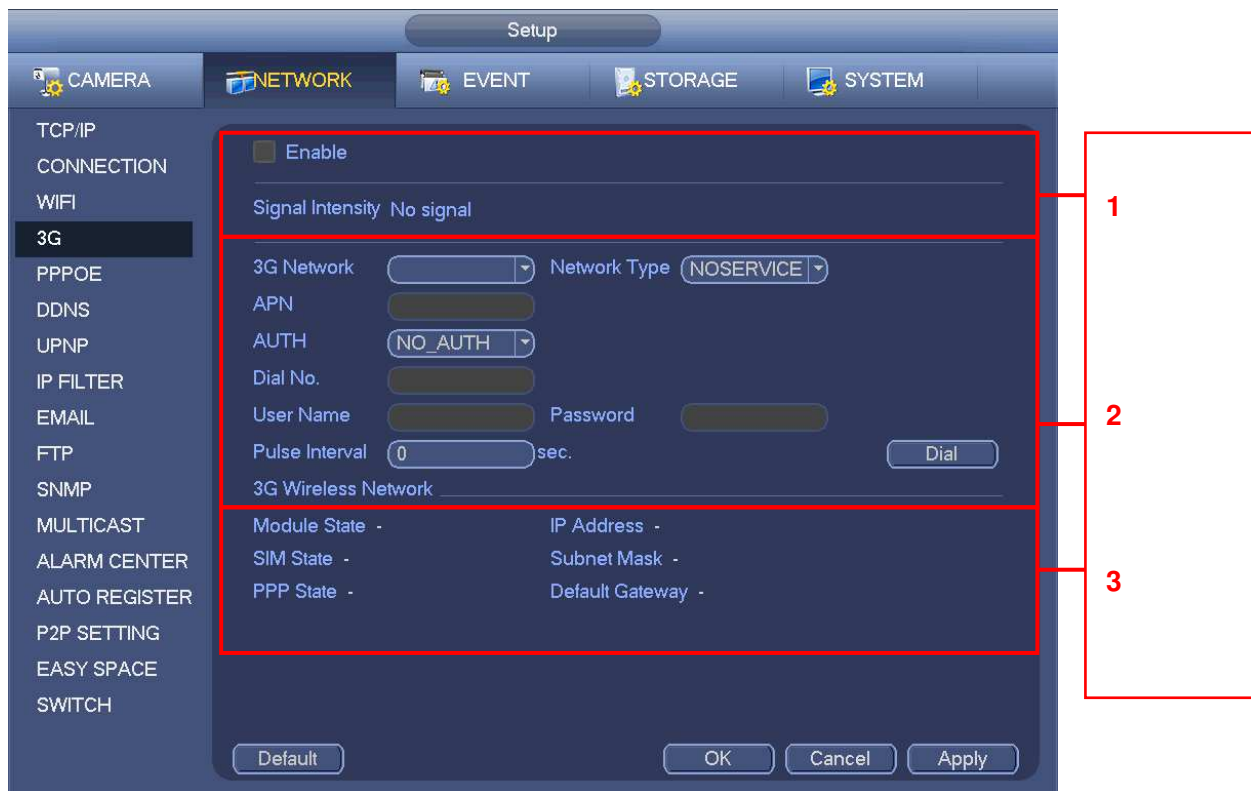 Setup
CAMERA NETWORK EVENT STORAGE SYSTEM
TCP/IP
CONNECTION
WIFI
3G
PPPOE
DDNS
UPNP
IP FILTER
EMAIL
FTP
SNMP
MULTICAST
ALARM CENTER
AUTO REGISTER
P2P SETTING
EASY SPACE
SWITCH
Enable
Signal Intensity No signal
3G Network Network Type NOSERVICE
APN
AUTH NO_AUTH
Dial No.
User Name Password
Pulse Interval 0 sec. Dial
3G Wireless Network
Module State - IP Address -
SIM State - Subnet Mask -
PPP State - Default Gateway -
Default OK Cancel Apply
1
2
3